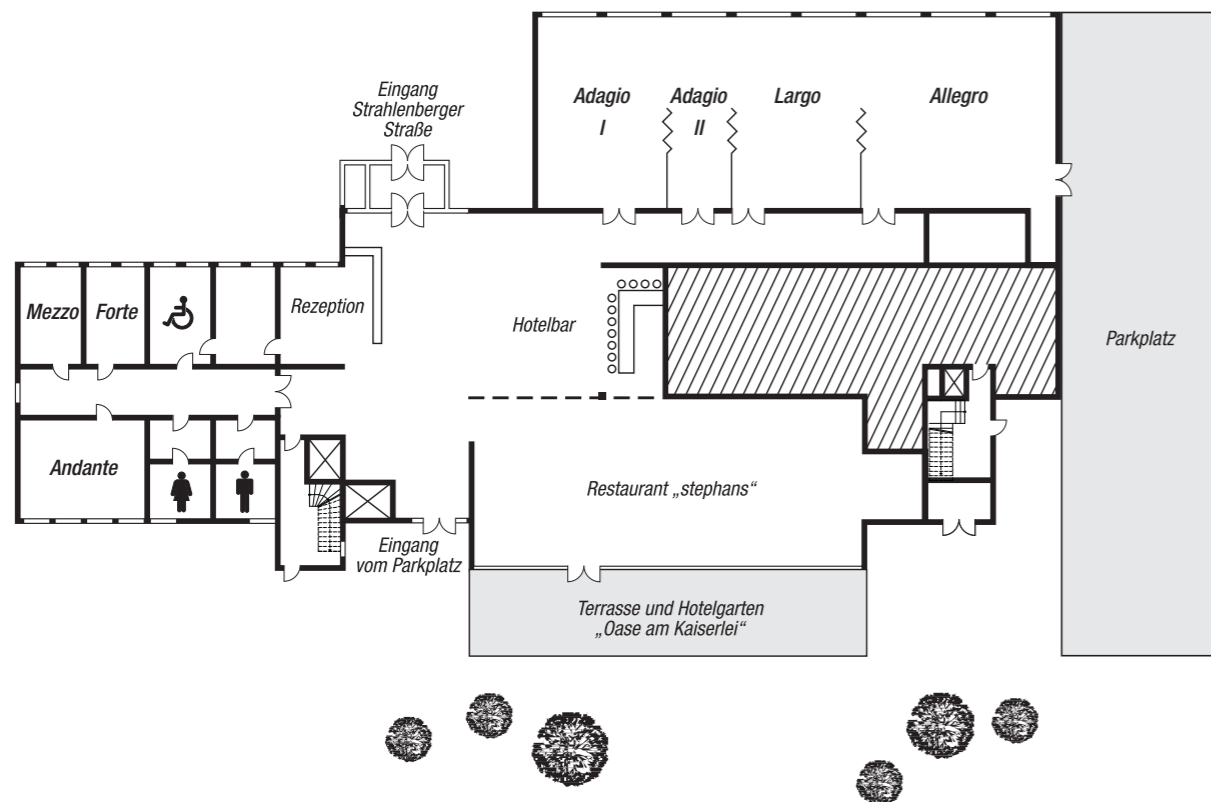 Eingang
Strahlenberger
Straße
Adagio
I
Adagio
II
Largo
Allegro
Mezzo
Forte
Rezeption
Hotelbar
Parkplatz
Andante
Restaurant „stephans“
Eingang
vom Parkplatz
Terrasse und Hotelgarten
„Oase am Kaiserlei“